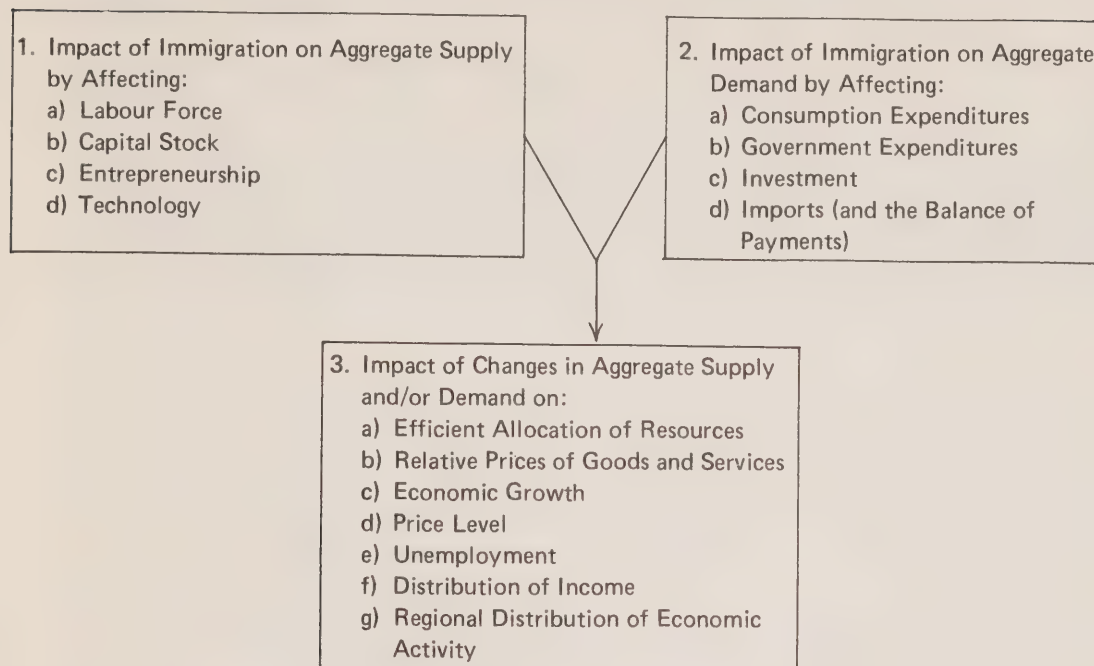 1. Impact of Immigration on Aggregate Supply
by Affecting:
a) Labour Force
b) Capital Stock
c) Entrepreneurship
d) Technology
2. Impact of Immigration on Aggregate
Demand by Affecting:
a) Consumption Expenditures
b) Government Expenditures
c) Investment
d) Imports (and the Balance of
Payments)
3. Impact of Changes in Aggregate Supply
and/or Demand on:
a) Efficient Allocation of Resources
b) Relative Prices of Goods and Services
c) Economic Growth
d) Price Level
e) Unemployment
f) Distribution of Income
g) Regional Distribution of Economic
Activity